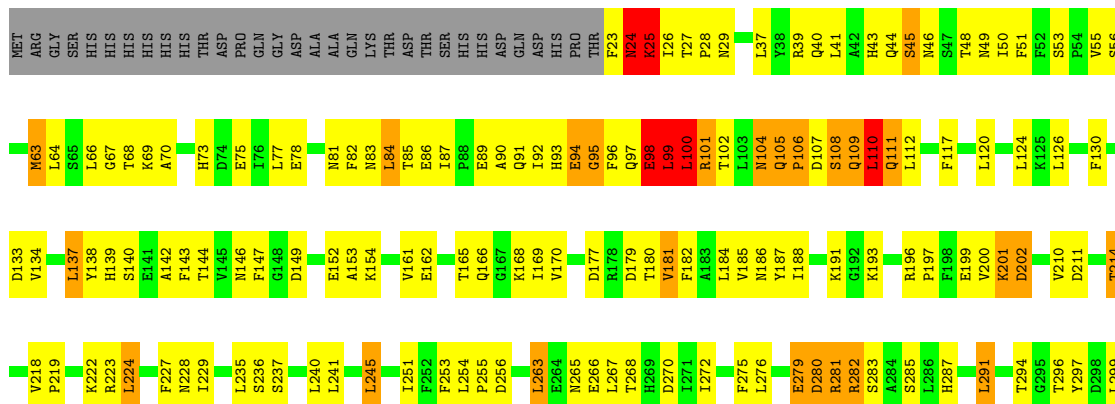 MET ARG GLY SER HIS HIS HIS HIS HIS HIS THR ASP PRO GLN GLY ASP ALA ALA GLN LYS THR ASP THR SER HIS HIS ASP GLN ASP HIS PRO THR F23 N24 K25 I26 T27 P28 N29 L37 Y38 R39 Q40 L41 A42 H43 Q44 S45 N46 S47 T48 N49 I50 F51 F52 S53 P54 V55 S56
M63 L64 S65 L66 G67 T68 K69 A70 H73 D74 E75 I76 L77 E78 N81 F82 N83 L84 T85 E86 I87 P88 E89 A90 Q91 I92 H93 E94 G95 F96 Q97 E98 L99 L100 R101 T102 L103 N104 Q105 P106 D107 S108 Q109 L110 Q111 L112 F117 L120 L124 K125 L126 F130
D133 V134 L137 Y138 H139 S140 E141 A142 F143 T144 V145 N146 F147 G148 D149 E152 A153 K154 V161 E162 T165 Q166 G167 K168 I169 V170 D177 R178 D179 T180 V181 F182 A183 L184 V185 N186 Y187 I188 K191 G192 K193 R196 P197 F198 E199 V200 K201 D202 V210 D211 T214
V218 P219 K222 R223 L224 F227 N228 I229 L235 S236 S237 L240 L241 L245 I251 F252 F253 L254 P255 D256 L263 E264 N265 E266 L267 T268 H269 D270 I271 I272 F275 L276 E279 D280 R281 R282 S283 A284 S285 L286 H287 L291 T294 G295 T296 Y297 D298